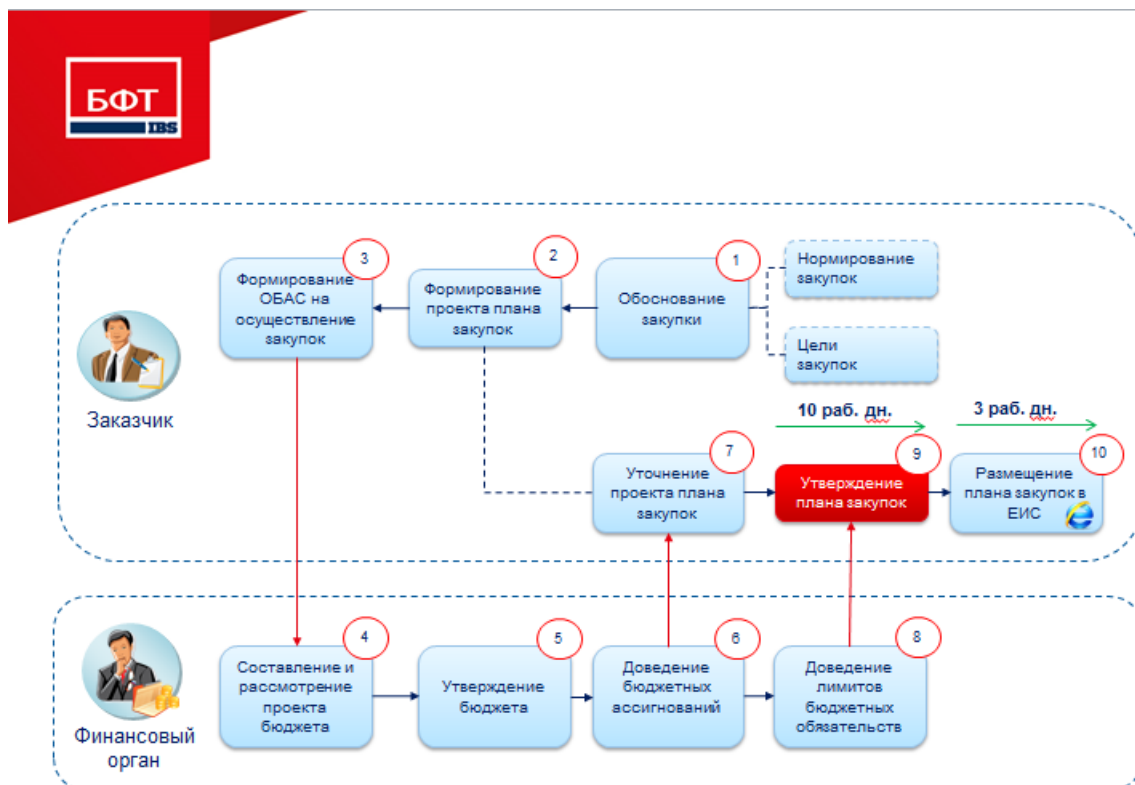 БФТ
IBS
3
Формирование
ОБАС на
осуществление
закупок
2
Формирование
проекта плана
закупок
1
Обоснование
закупки
Нормирование
закупок
Цели
закупок
Заказчик
10 раб. дн.
3 раб. дн.
7
Уточнение
проекта плана
закупок
9
Утверждение
плана закупок
10
Размещение
плана закупок в
ЕИС
4
Составление и
рассмотрение
проекта
бюджета
5
Утверждение
бюджета
6
Доведение
бюджетных
ассигнований
8
Доведение
лимитов
бюджетных
обязательств
Финансовый
орган